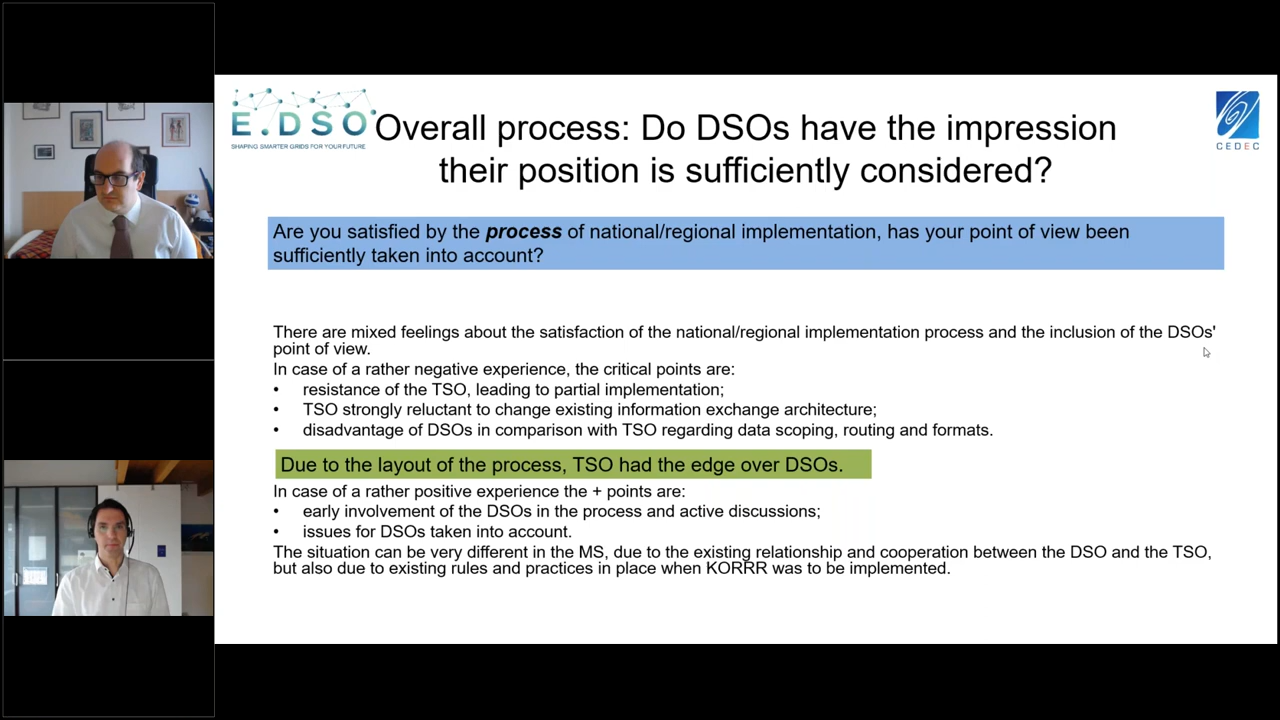 E.DSO
SHAPING SMARTER GRIDS FOR YOUR FUTURE
Overall process: Do DSOs have the impression
their position is sufficiently considered?
CEDEC
Are you satisfied by the process of national/regional implementation, has your point of view been
sufficiently taken into account?
There are mixed feelings about the satisfaction of the national/regional implementation process and the inclusion of the DSOs'
point of view.
In case of a rather negative experience, the critical points are:
• resistance of the TSO, leading to partial implementation;
• TSO strongly reluctant to change existing information exchange architecture;
• disadvantage of DSOs in comparison with TSO regarding data scoping, routing and formats.
Due to the layout of the process, TSO had the edge over DSOs.
In case of a rather positive experience the + points are:
• early involvement of the DSOs in the process and active discussions;
• issues for DSOs taken into account.
The situation can be very different in the MS, due to the existing relationship and cooperation between the DSO and the TSO,
but also due to existing rules and practices in place when KORRR was to be implemented.